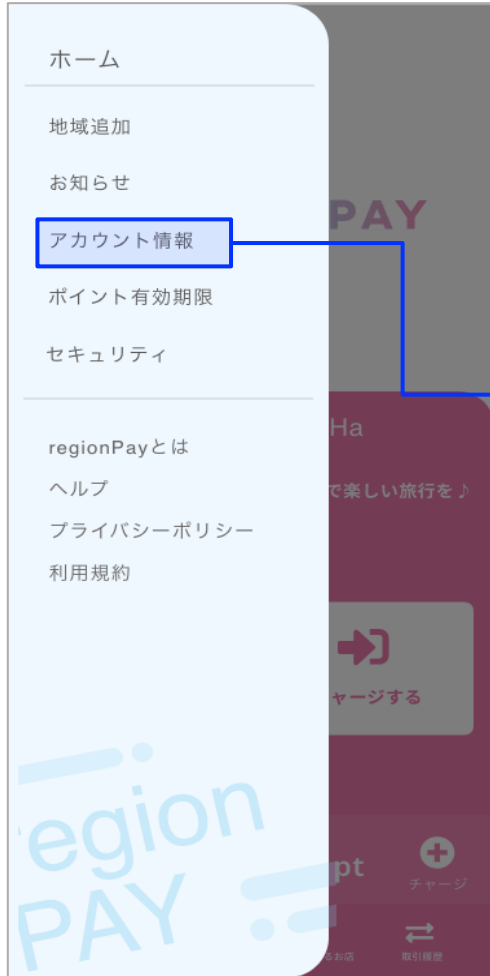 ホーム
地域追加
お知らせ
アカウント情報
ポイント有効期限
セキュリティ
regionPayとは
ヘルプ
プライバシーポリシー
利用規約
egion
PAY
PAY
Ha
で楽しい旅行を♪
ャージする
pt
チャージ
るお店
取引履歴